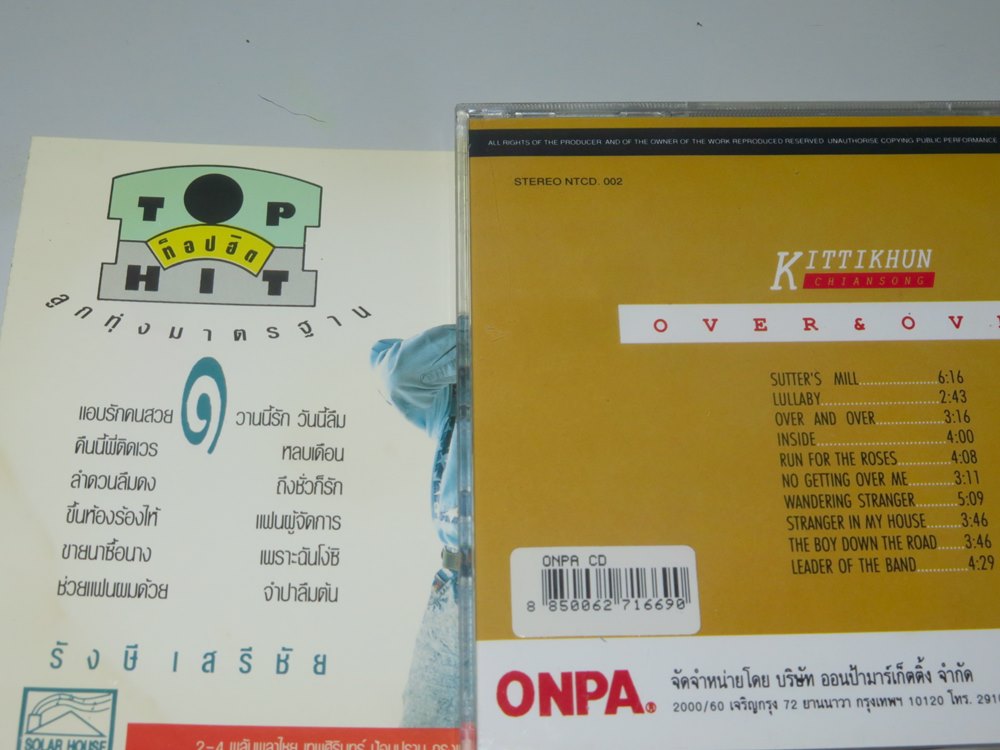 TOP
ท็อปฮิต
HIT
ลูกทุ่งมาตรฐาน
๑
แอบรักคนสวย
คืนนี้พี่ติดเวร
ลำดวนลืมดง
ขึ้นห้องร้องไห้
ขายนาซื้อนาง
ช่วยแฟนผมด้วย
วานนี้รัก วันนี้ลืม
หลบเดือน
ถึงชั่วก็รัก
แฟนผู้จัดการ
เพราะฉันโง่ซิ
จำปาลืมต้น
รังษี เสรีชัย
SOLAR HOUSE
ALL RIGHTS OF THE PRODUCER AND OF THE OWNER OF THE WORK REPRODUCED RESERVED UNAUTHORISE COPYING PUBLIC PERFORMANCE
STEREO NTCD. 002
KITTIKHUN
CHIANSONG
OVER & OV
SUTTER'S MILL..................6:16
LULLABY..........................2:43
OVER AND OVER...............3:16
INSIDE............................4:00
RUN FOR THE ROSES..........4:08
NO GETTING OVER ME.........3:11
WANDERING STRANGER........5:09
STRANGER IN MY HOUSE......3:46
THE BOY DOWN THE ROAD.....3:46
LEADER OF THE BAND..........4:29
ONPA CD
8 850062 716690
ONPA®
จัดจำหน่ายโดย บริษัท ออนป้ามาร์เก็ตติ้ง จำกัด
2000/60 เจริญกรุง 72 ยานนาวา กรุงเทพฯ 10120 โทร. 2910